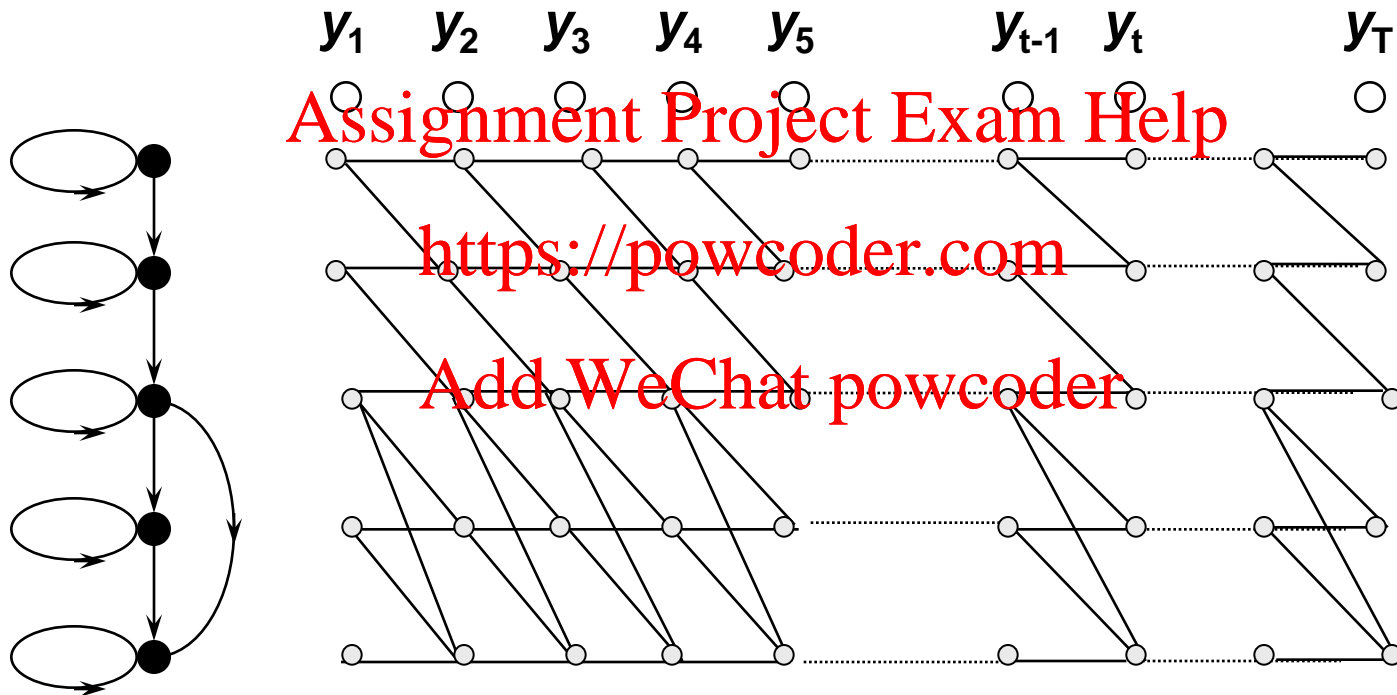 y1 y2 y3 y4 y5 yt-1 yt yT
Assignment Project Exam Help
https://powcoder.com
Add WeChat powcoder